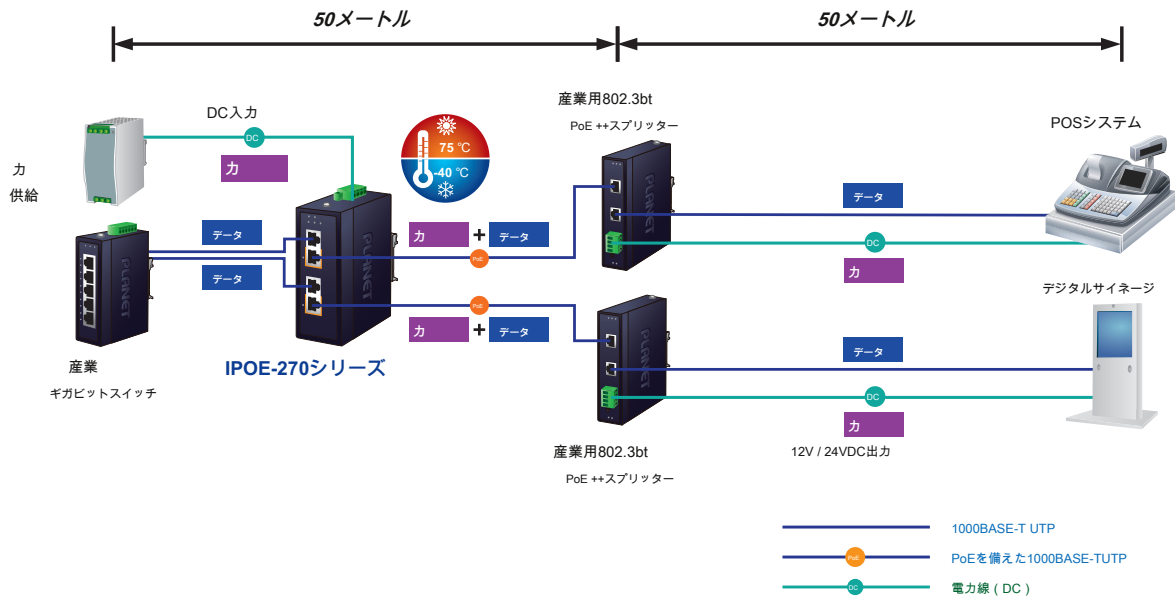 50メートル
50メートル
DC入力
DC
力
力
供給
75 ℃
-40 ℃
産業用802.3bt
PoE ++スプリッター
POSシステム
データ
データ
PLANET
PLANET
力 + データ
PoE
PoE
力 + データ
IPOE-270シリーズ
産業
ギガビットスイッチ
PLANET
データ
DC
力
デジタルサイネージ
PLANET
データ
DC
力
12V / 24VDC出力
産業用802.3bt
PoE ++スプリッター
1000BASE-T UTP
PoE
PoEを備えた1000BASE-TUTP
DC
電力線 ( DC )